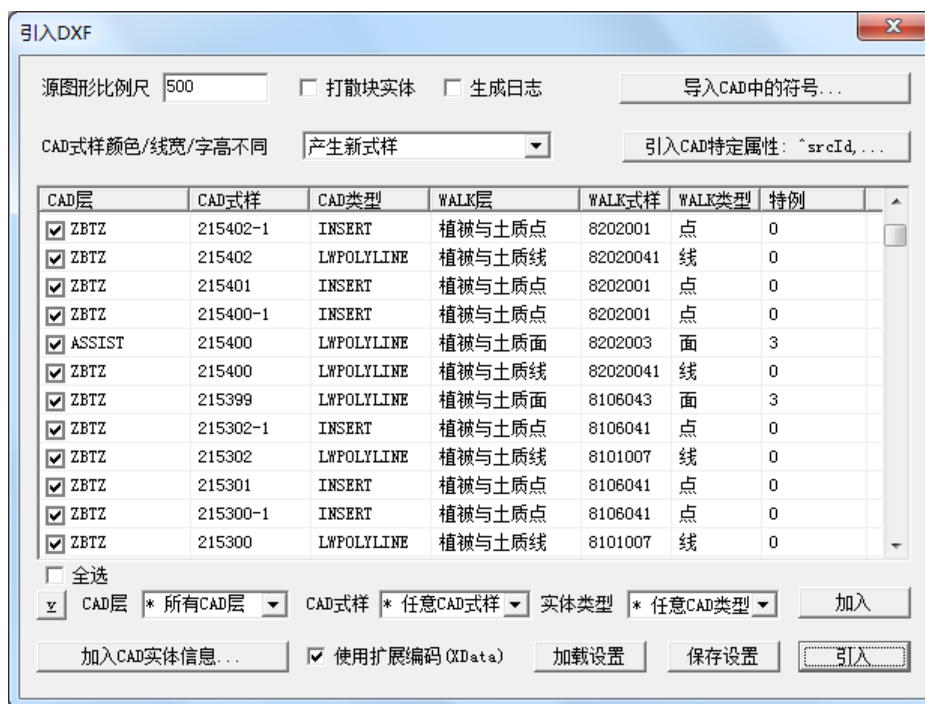 引入DXF
源图形比例尺 500 打散块实体 生成日志 导入CAD中的符号...
CAD式样颜色/线宽/字高不同 产生新式样 引入CAD特定属性: ^srcId,...
CAD层 CAD式样 CAD类型 WALK层 WALK式样 WALK类型 特例
ZBTZ 215402-1 INSERT 植被与土质点 8202001 点 0
ZBTZ 215402 LWPOLYLINE 植被与土质线 82020041 线 0
ZBTZ 215401 INSERT 植被与土质点 8202001 点 0
ZBTZ 215400-1 INSERT 植被与土质点 8202001 点 0
ASSIST 215400 LWPOLYLINE 植被与土质面 8202003 面 3
ZBTZ 215400 LWPOLYLINE 植被与土质线 82020041 线 0
ZBTZ 215399 LWPOLYLINE 植被与土质面 8106043 面 3
ZBTZ 215302-1 INSERT 植被与土质点 8106041 点 0
ZBTZ 215302 LWPOLYLINE 植被与土质线 8101007 线 0
ZBTZ 215301 INSERT 植被与土质点 8106041 点 0
ZBTZ 215300-1 INSERT 植被与土质点 8106041 点 0
ZBTZ 215300 LWPOLYLINE 植被与土质线 8101007 线 0
全选
v CAD层 * 所有CAD层 CAD式样 * 任意CAD式样 实体类型 * 任意CAD类型 加入
加入CAD实体信息... 使用扩展编码(XData) 加载设置 保存设置 引入